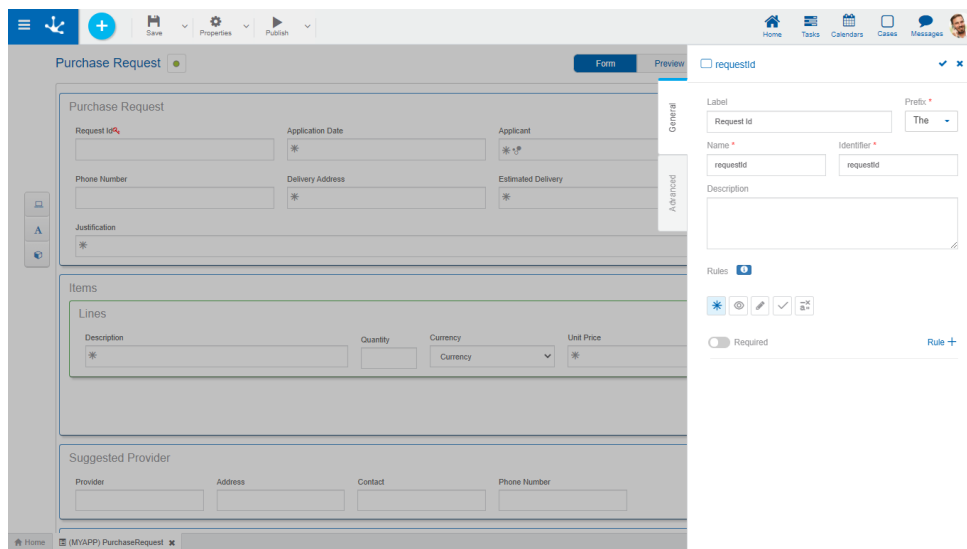 Save
Properties
Publish
Home
Tasks
Calendars
Cases
Messages
Purchase Request
Form
Preview
Purchase Request
Request Id
Application Date
Applicant
Phone Number
Delivery Address
Estimated Delivery
Justification
Items
Lines
Description
Quantity
Currency
Unit Price
Currency
Suggested Provider
Provider
Address
Contact
Phone Number
General
Advanced
requestId
Label
Prefix *
Request Id
The
Name *
Identifier *
requestId
requestId
Description
Rules
Required
Rule +
Home
(MYAPP) PurchaseRequest